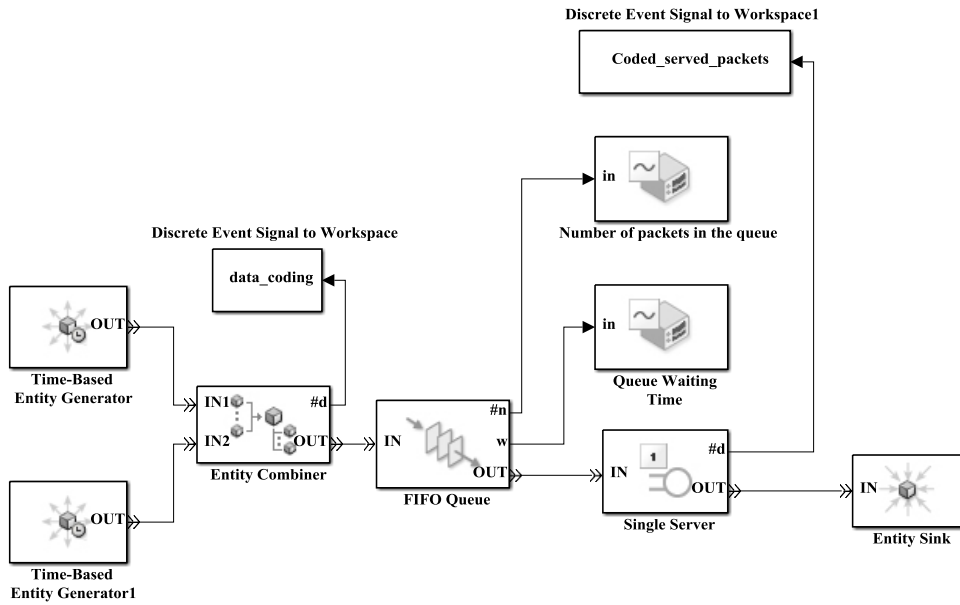 Discrete Event Signal to Workspace1
Coded_served_packets
in
Number of packets in the queue
Discrete Event Signal to Workspace
data_coding
in
Queue Waiting
Time
OUT
Time-Based
Entity Generator
IN1
#d
IN2
OUT
Entity Combiner
#n
IN
w
OUT
FIFO Queue
1
#d
IN
OUT
Single Server
IN
Entity Sink
OUT
Time-Based
Entity Generator1